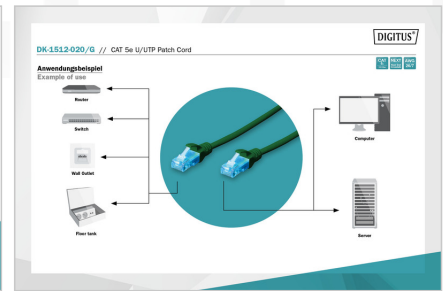 DIGITUS®
DK-1512-020/G // CAT 5e U/UTP Patch Cord
Anwendungsbeispiel
Example of use
Router
Switch
Wall Outlet
Floor tank
Computer
Server